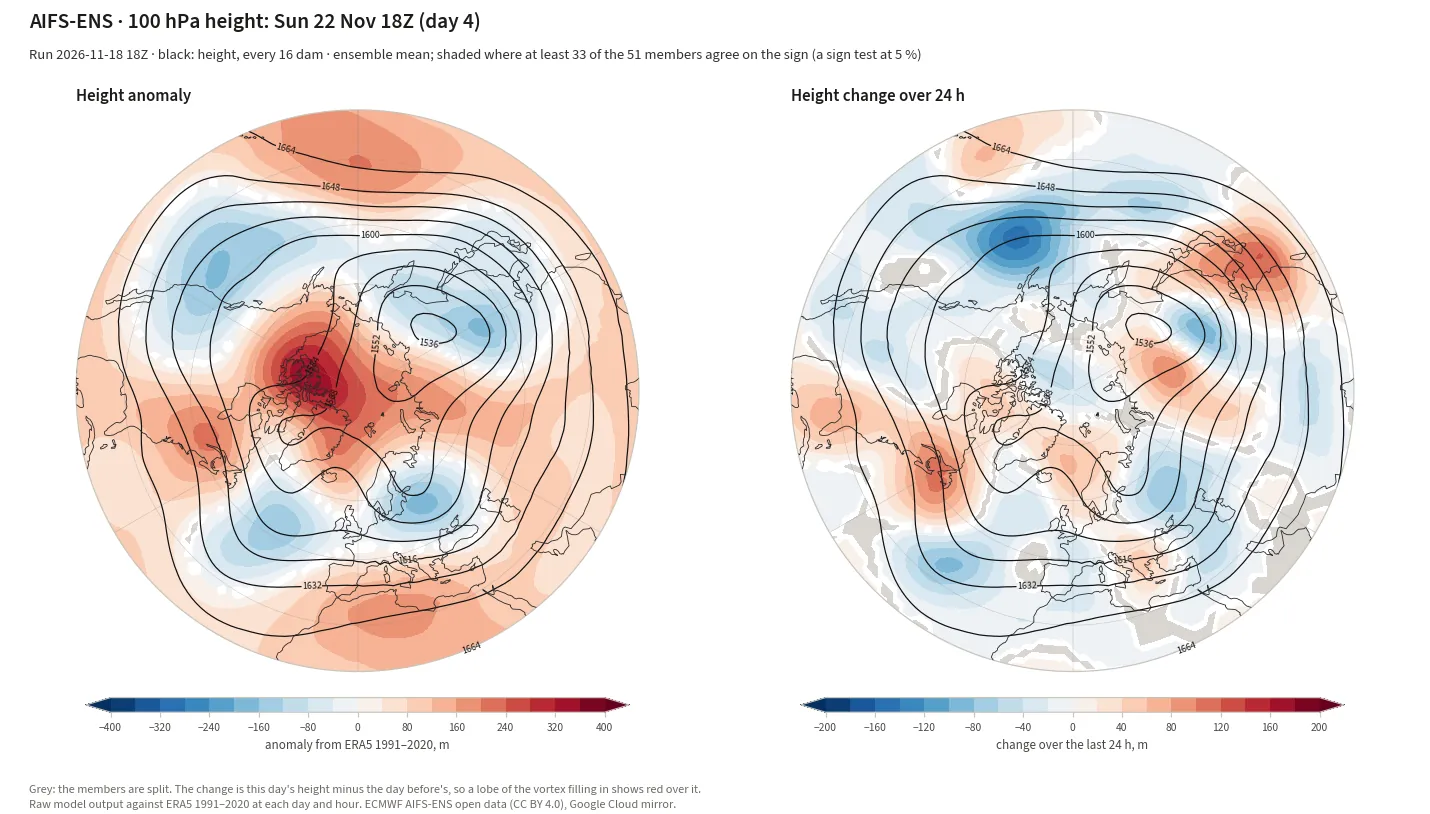 AIFS-ENS · 100 hPa height: Sun 22 Nov 18Z (day 4)
Run 2026-11-18 18Z · black: height, every 16 dam · ensemble mean; shaded where at least 33 of the 51 members agree on the sign (a sign test at 5 %)
Height anomaly
Height change over 24 h
1664
1648
1600
1552
1536
1616
1632
1664
1664
1648
1600
1552
1536
1616
1632
1664
−400 −320 −240 −160 −80 0 80 160 240 320 400
anomaly from ERA5 1991–2020, m
−200 −160 −120 −80 −40 0 40 80 120 160 200
change over the last 24 h, m
Grey: the members are split. The change is this day's height minus the day before's, so a lobe of the vortex filling in shows red over it.
Raw model output against ERA5 1991–2020 at each day and hour. ECMWF AIFS-ENS open data (CC BY 4.0), Google Cloud mirror.